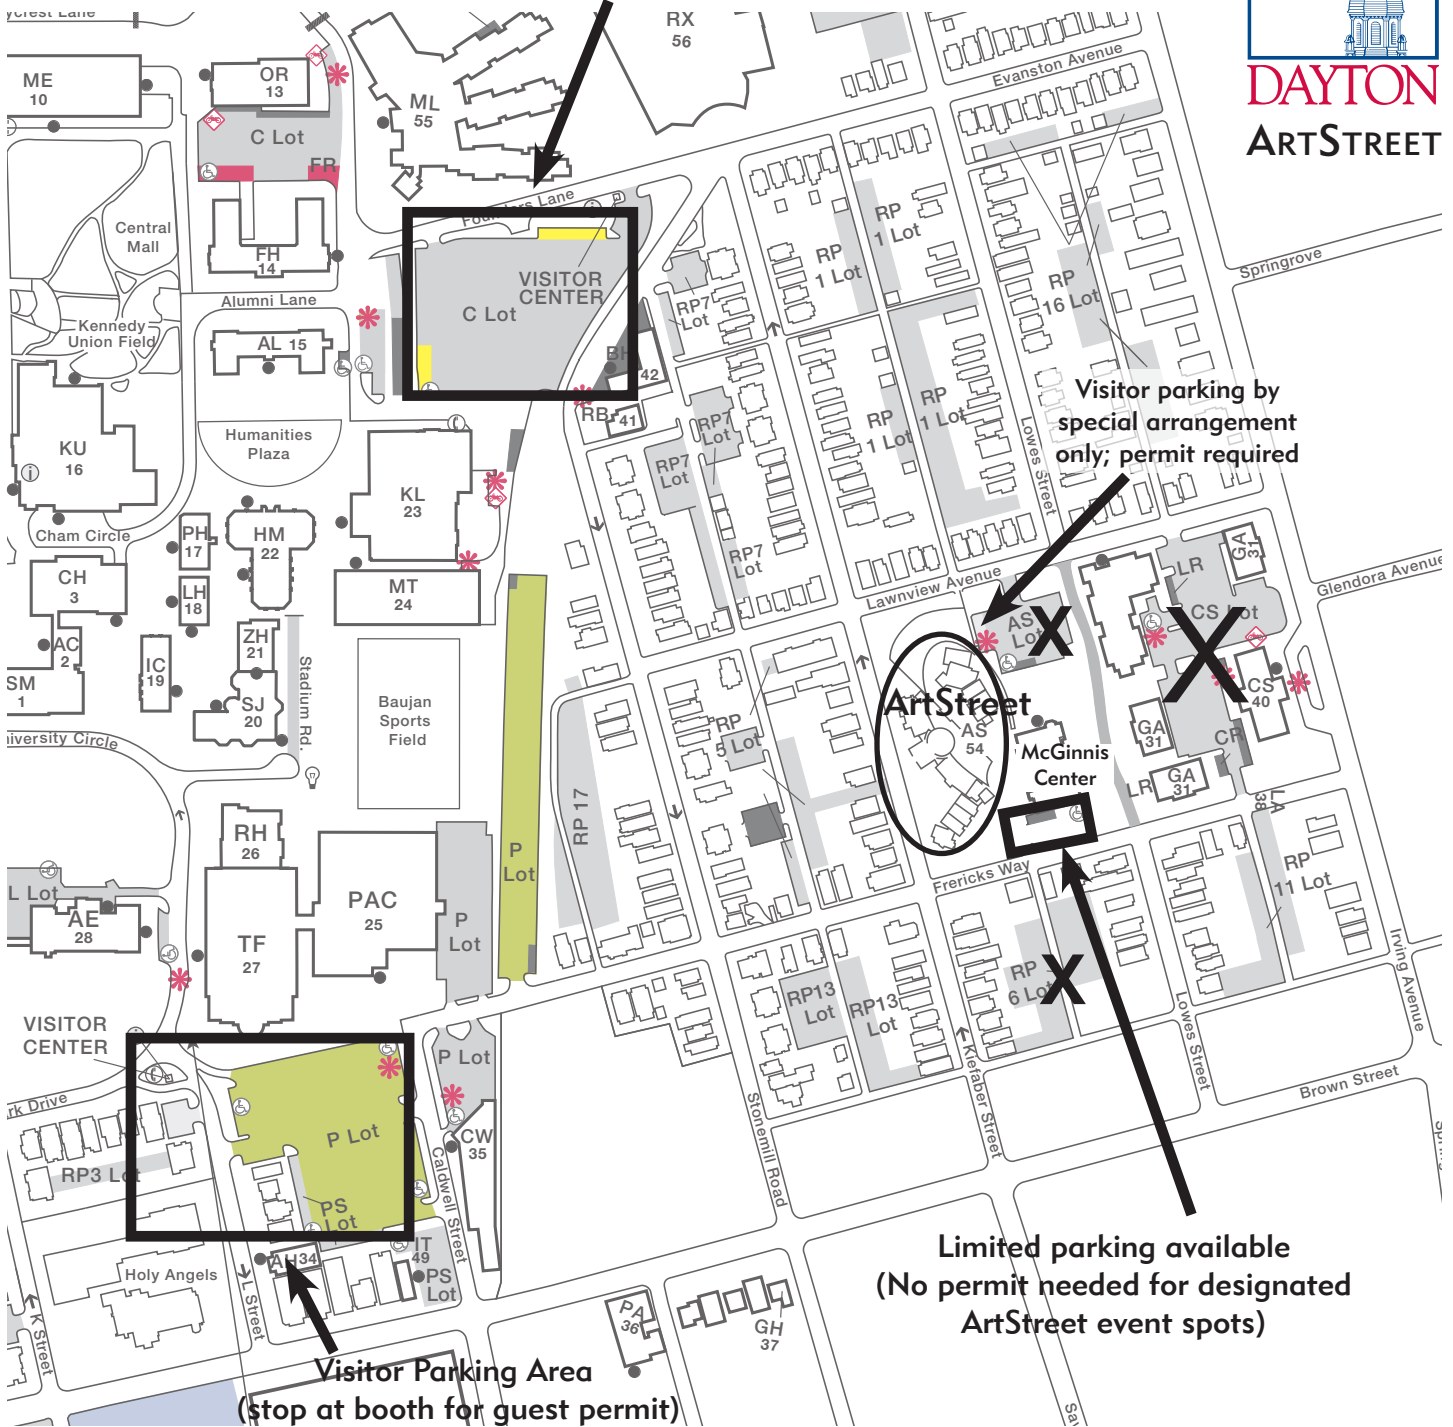 ycrest Lane
RX
56
DAYTON
ARTSTREET
ME
10
OR
13
ML
55
Evanston Avenue
C Lot
FR
Founders Lane
Central
Mall
FH
14
VISITOR
CENTER
C Lot
RP
1 Lot
RP
1 Lot
RP
16 Lot
Springrove
Alumni Lane
Kennedy
Union Field
AL 15
RP7
Lot
BH
42
RB
41
Visitor parking by
special arrangement
only; permit required
KU
16
Humanities
Plaza
KL
23
RP7
Lot
RP7
Lot
RP
1 Lot
RP
1 Lot
Lowes Street
Cham Circle
PH
17
HM
22
RP7
Lot
CH
3
LH
18
MT
24
Lawnview Avenue
GA
31
LR
Glendora Avenue
AC
2
IC
19
ZH
21
Stadium Rd.
AS
Lot
X
CS Lot
X
SM
1
SJ
20
Baujan
Sports
Field
ArtStreet
AS
54
CS
40
RP
5 Lot
McGinnis
Center
GA
31
CR
niversity Circle
GA
31
LR
LA
38
RP 17
RH
26
P
Lot
Frericks Way
RP
11 Lot
L Lot
AE
28
TF
27
PAC
25
P
Lot
RP
6 Lot
X
RP13
Lot
RP13
Lot
Irving Avenue
VISITOR
CENTER
P Lot
Lowes Street
Kiefaber Street
Stonemill Road
Brown Street
rk Drive
P Lot
CW
35
Caldwell Street
RP3 Lot
PS
Lot
AH 34
IT
49
PS
Lot
Holy Angels
L Street
K Street
PA
36
GH
37
Limited parking available
(No permit needed for designated
ArtStreet event spots)
Visitor Parking Area
(stop at booth for guest permit)